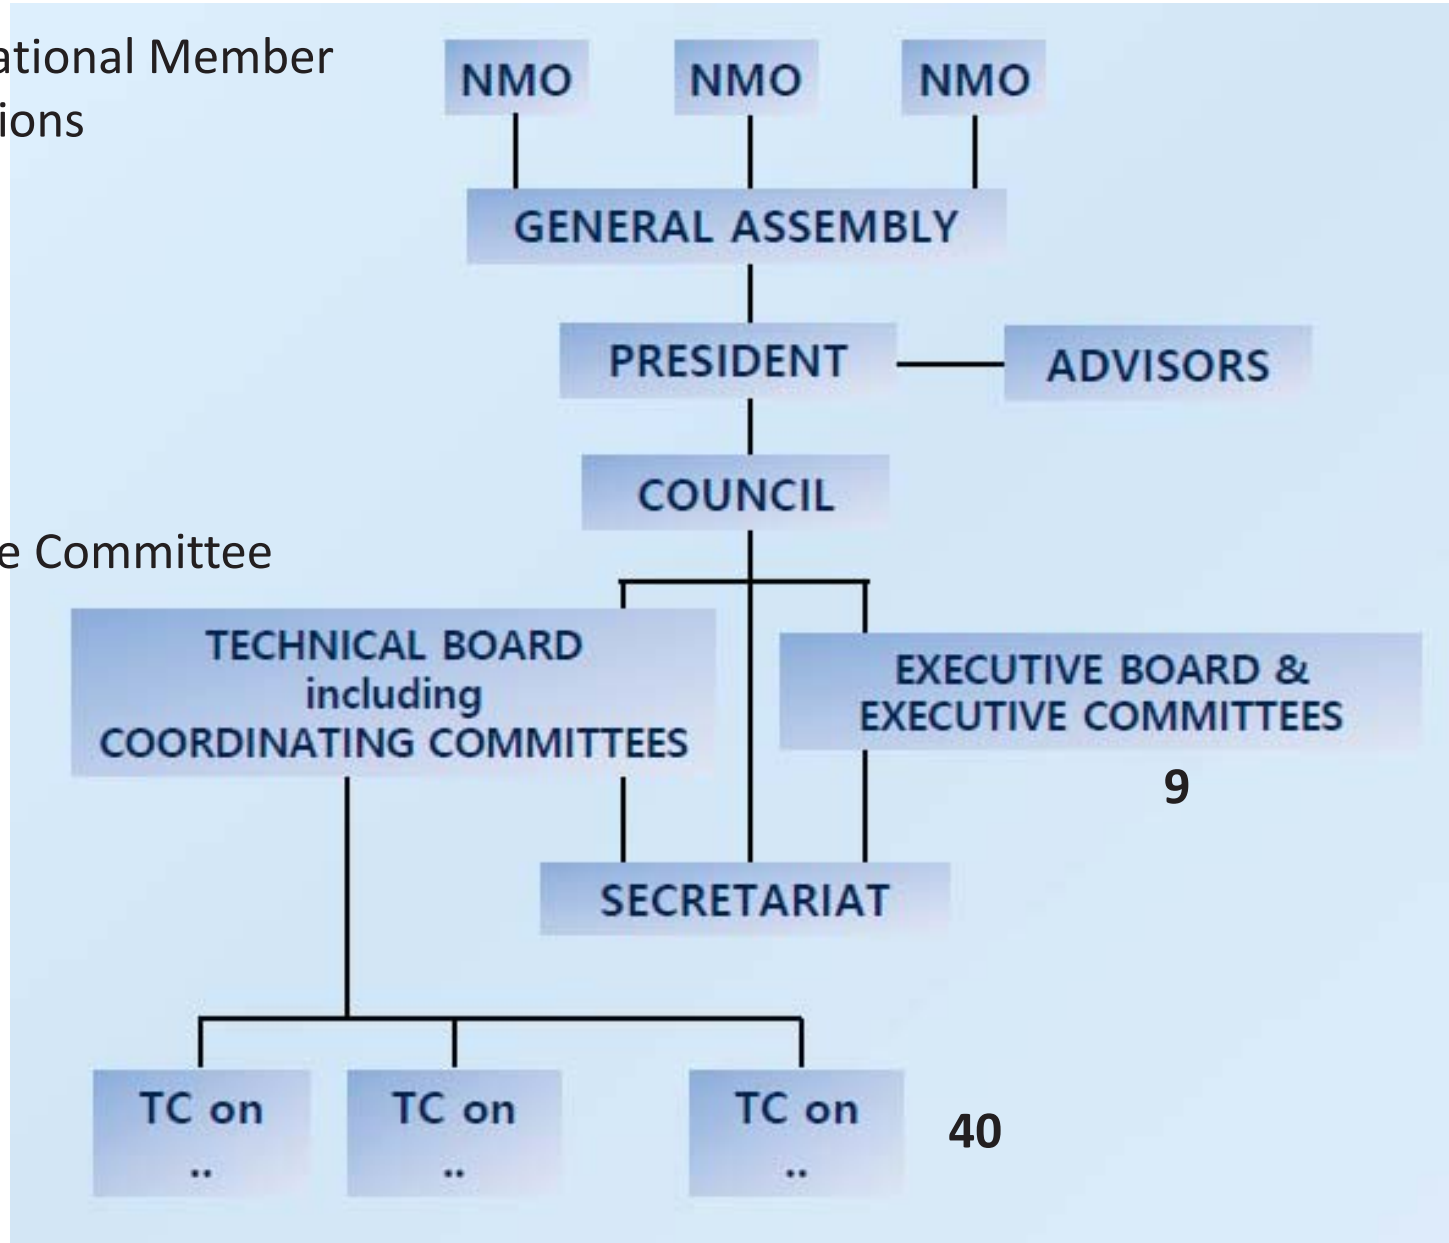 ational Member
ions
NMO
NMO
NMO
GENERAL ASSEMBLY
PRESIDENT
ADVISORS
COUNCIL
e Committee
TECHNICAL BOARD
including
COORDINATING COMMITTEES
EXECUTIVE BOARD &
EXECUTIVE COMMITTEES
9
SECRETARIAT
TC on
..
TC on
..
TC on
..
40